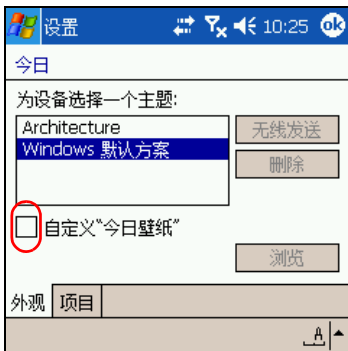 设置 10:25 ok
今日
为设备选择一个主题:
Architecture
无线发送
Windows 默认方案
删除
自定义"今日壁纸"
浏览
外观 项目
A